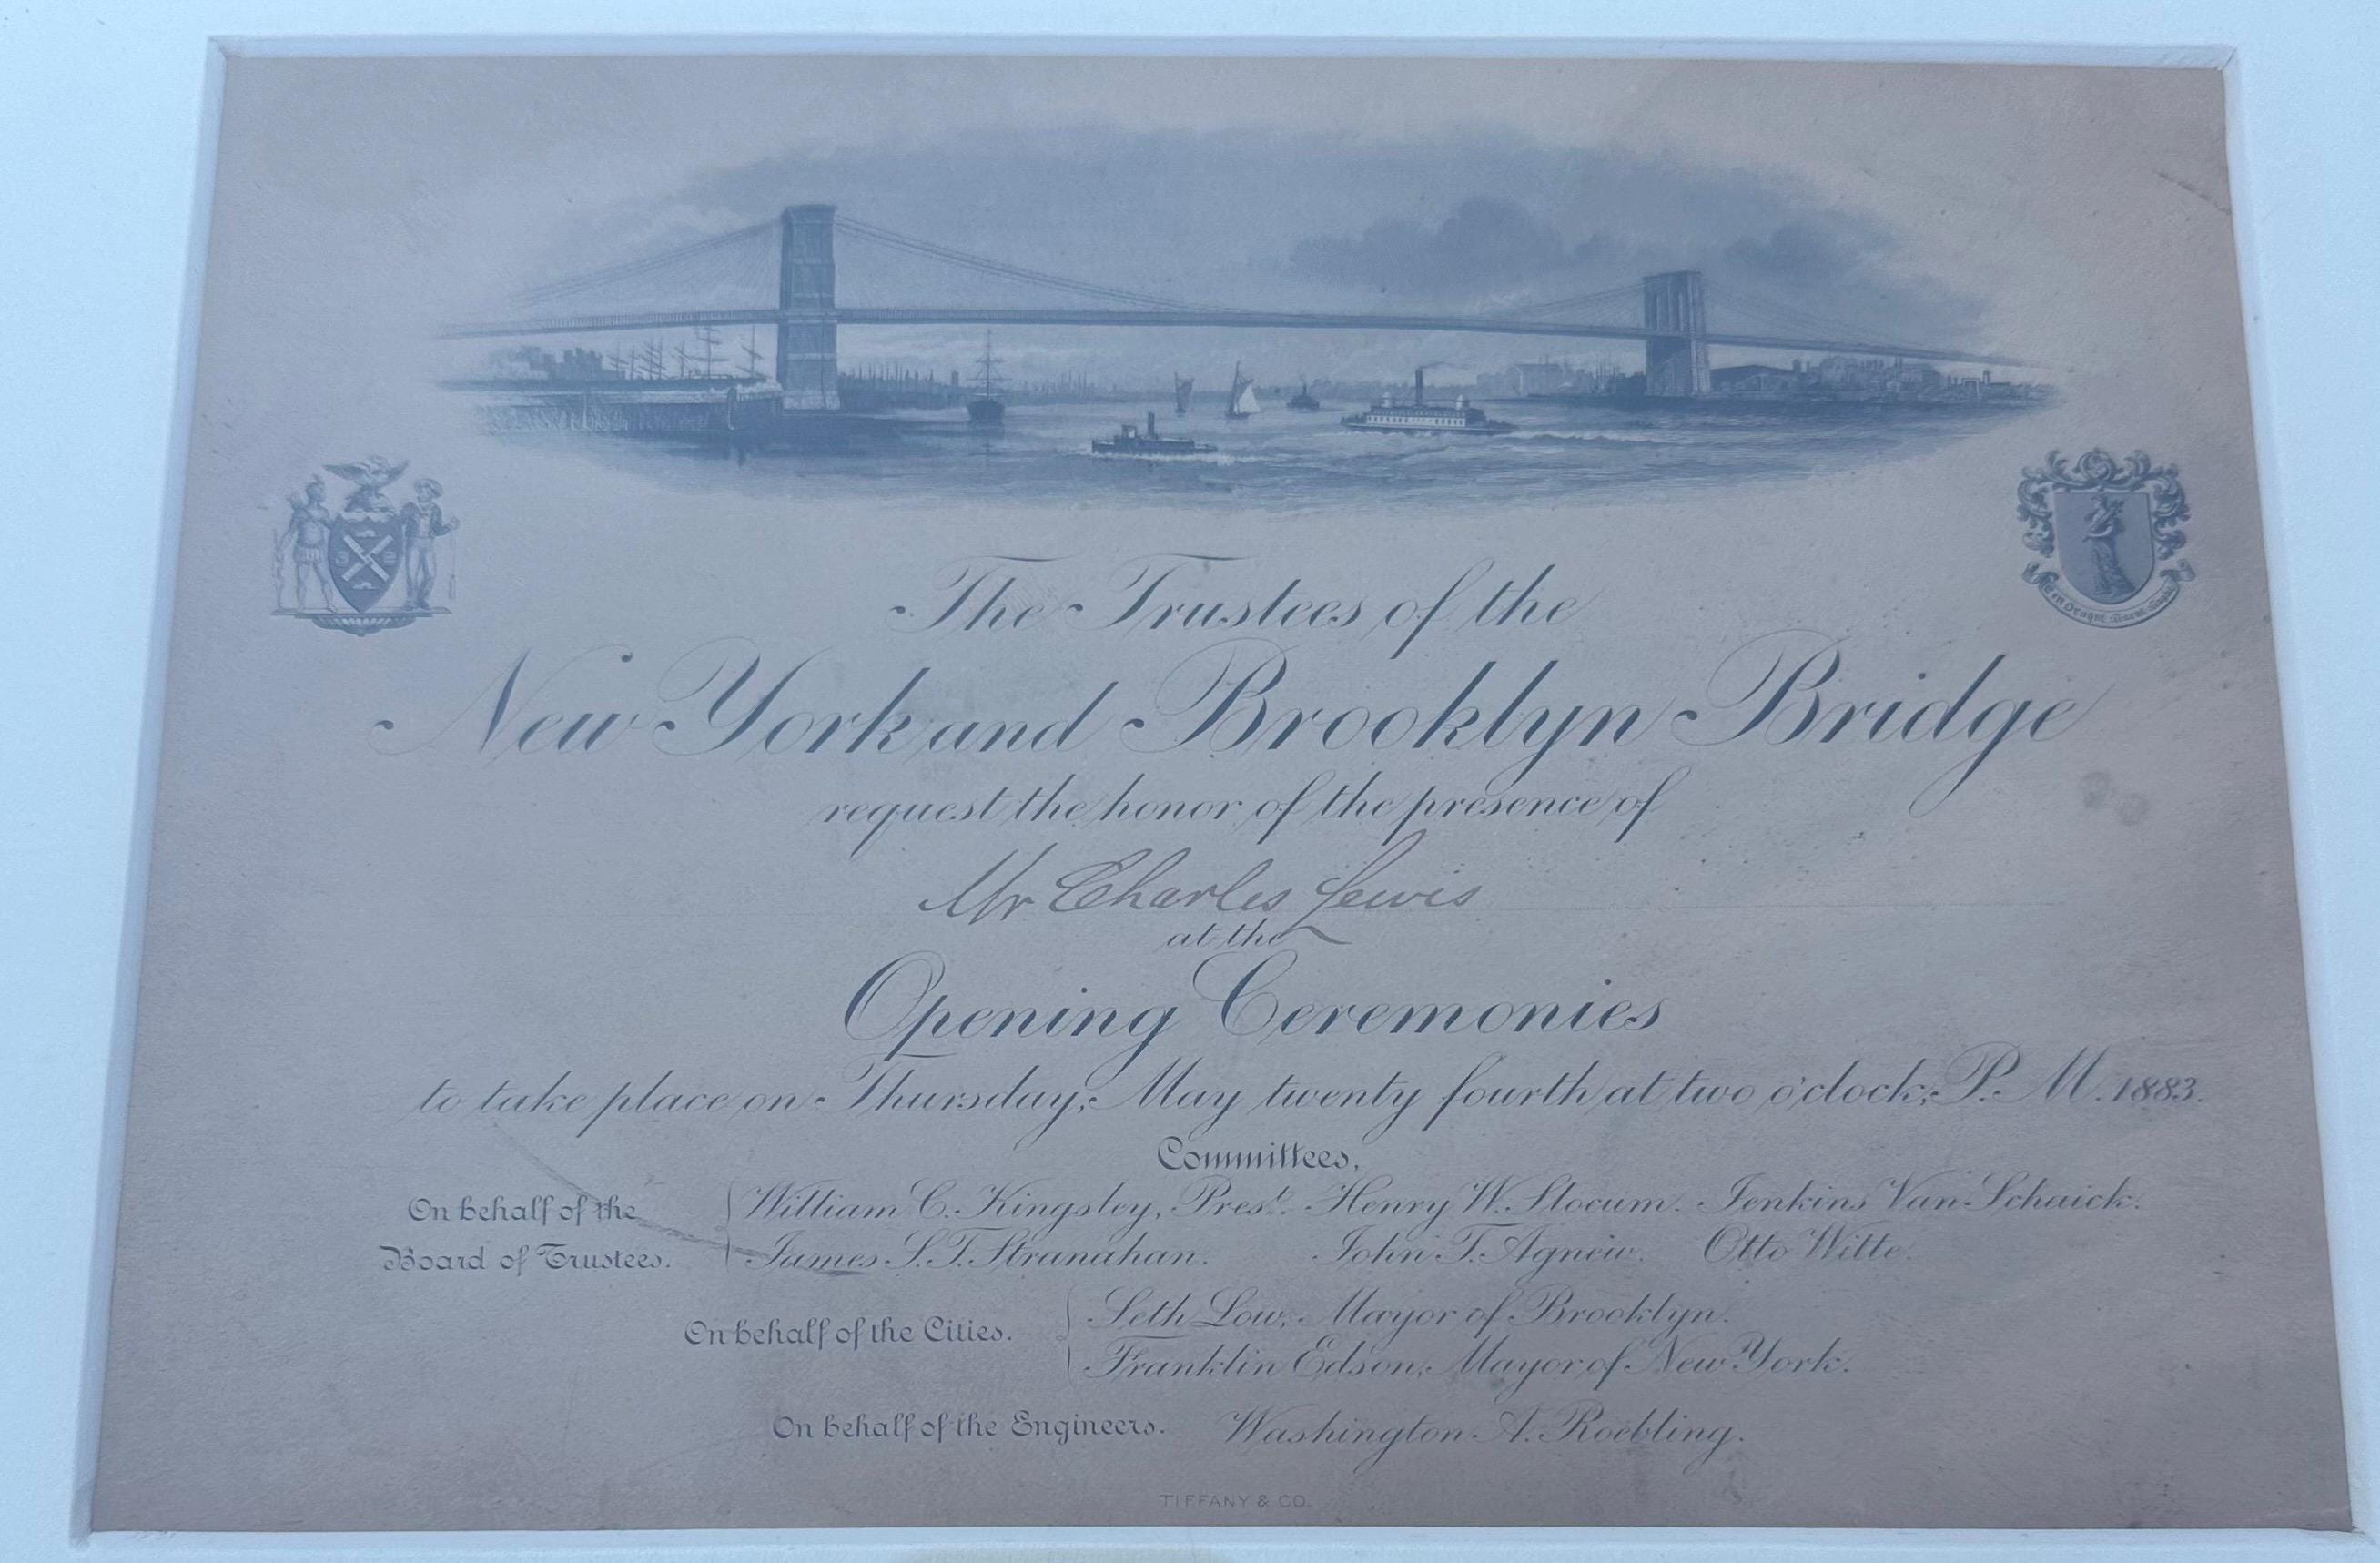 The Trustees of the
New York and Brooklyn Bridge
request the honor of the presence of
Mr Charles Lewis
at the
Opening Ceremonies
to take place on Thursday, May twenty fourth at two o'clock, P. M. 1883.
Committees,
On behalf of the Board of Trustees.
William C. Kingsley, Prest. Henry W. Slocum. Jenkins Van Schaick.
James S. T. Stranahan. John T. Agnew. Otto Witte.
On behalf of the Cities.
Seth Low, Mayor of Brooklyn.
Franklin Edson, Mayor of New York.
On behalf of the Engineers. Washington A. Roebling.
TIFFANY & CO.